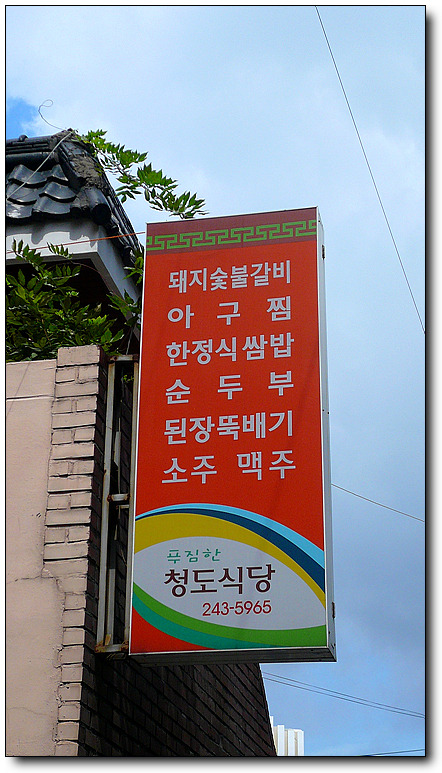 돼지숯불갈비
아구찜
한정식쌈밥
순두부
된장뚝배기
소주 맥주
푸짐한
청도식당
243-5965